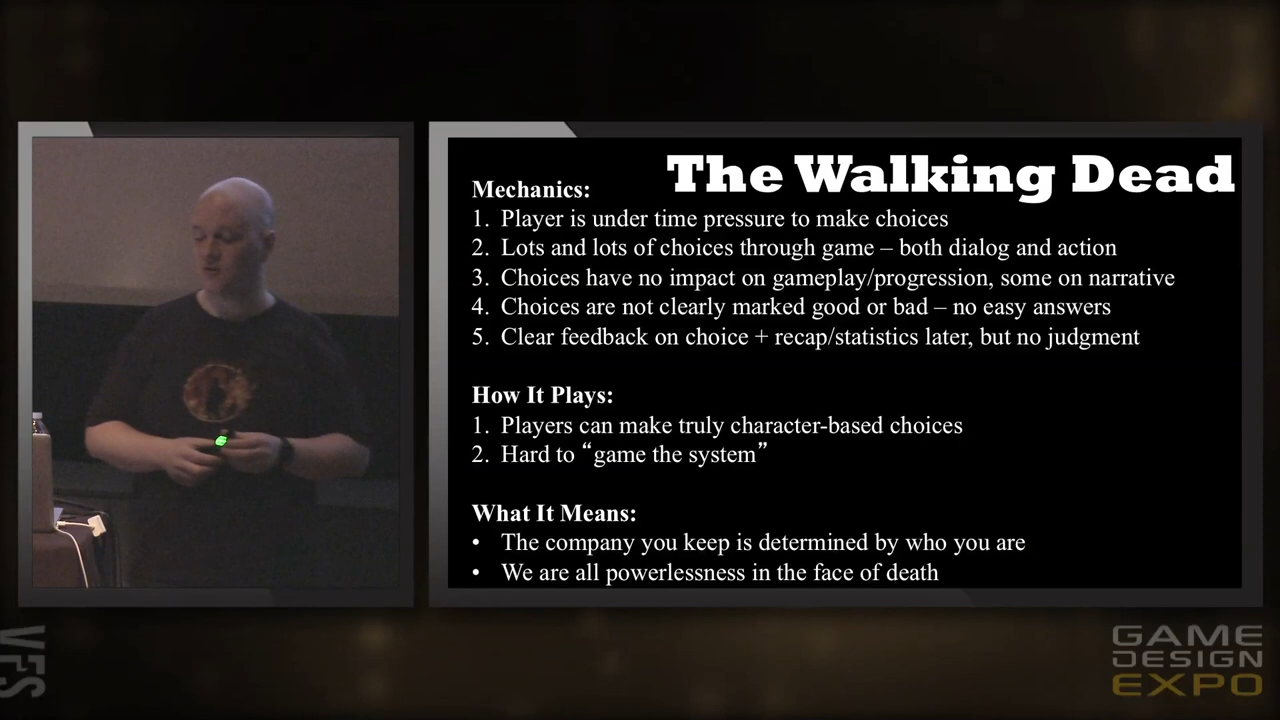 The Walking Dead
Mechanics:
1. Player is under time pressure to make choices
2. Lots and lots of choices through game – both dialog and action
3. Choices have no impact on gameplay/progression, some on narrative
4. Choices are not clearly marked good or bad – no easy answers
5. Clear feedback on choice + recap/statistics later, but no judgment
How It Plays:
1. Players can make truly character-based choices
2. Hard to “game the system”
What It Means:
• The company you keep is determined by who you are
• We are all powerlessness in the face of death
VFS
GAME
DESIGN
EXPO